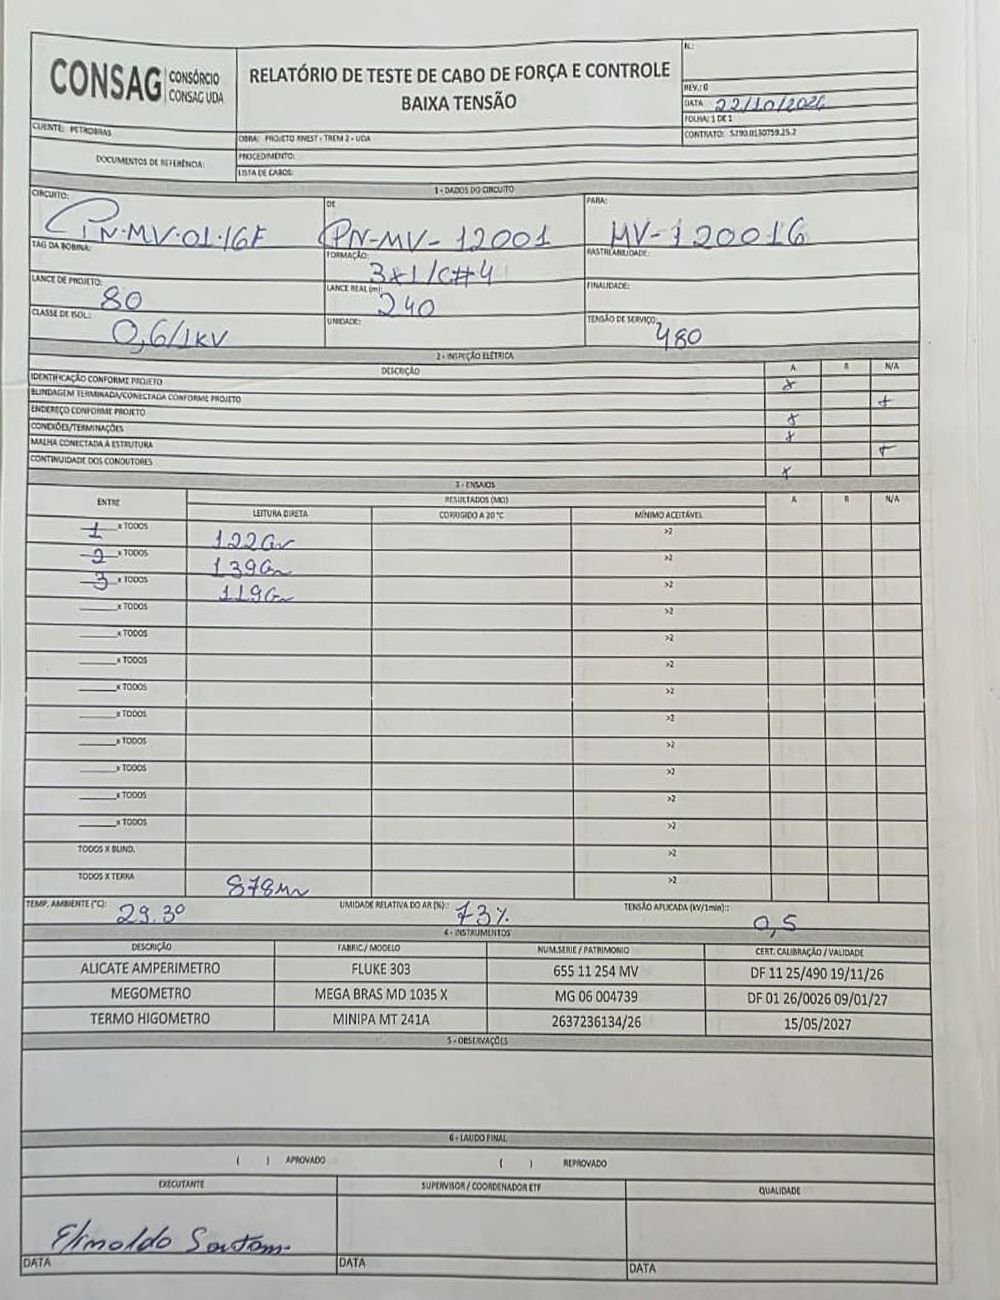 CONSAG CONSÓRCIO CONSAG UDA
RELATÓRIO DE TESTE DE CABO DE FORÇA E CONTROLE
BAIXA TENSÃO
N.:
REV.: 0
DATA 22/10/2026
FOLHA: 1 DE 1
CLIENTE: PETROBRAS
OBRA: PROJETO RNEST - TREM 2 - UDA
CONTRATO: 5290.0130759.25.2
DOCUMENTOS DE REFERÊNCIA:
PROCEDIMENTO:
LISTA DE CABOS:
1 - DADOS DO CIRCUITO
CIRCUITO: DE PARA:
PN-MV-12001 MV-12001G
TAG DA BOBINA: FORMAÇÃO: 3x1/C#4 RASTREABILIDADE:
LANCE DE PROJETO: 80 LANCE REAL (m): 240 FINALIDADE:
CLASSE DE ISOL.: 0,6/1KV UNIDADE: TENSÃO DE SERVIÇO: 480
2 - INSPEÇÃO ELÉTRICA
DESCRIÇÃO A R N/A
IDENTIFICAÇÃO CONFORME PROJETO x
BLINDAGEM TERMINADA/CONECTADA CONFORME PROJETO x
ENDEREÇO CONFORME PROJETO x
CONEXÕES/TERMINAÇÕES x
MALHA CONECTADA À ESTRUTURA x
CONTINUIDADE DOS CONDUTORES x
3 - ENSAIOS
ENTRE RESULTADOS (MΩ) A R N/A
LEITURA DIRETA CORRIGIDO A 20 °C MÍNIMO ACEITÁVEL
1 x TODOS 122GΩ >2
2 x TODOS 139GΩ >2
3 x TODOS 119GΩ >2
x TODOS >2
x TODOS >2
x TODOS >2
x TODOS >2
x TODOS >2
x TODOS >2
x TODOS >2
x TODOS >2
x TODOS >2
TODOS X BLIND. >2
TODOS X TERRA 878MΩ >2
TEMP. AMBIENTE (°C): 29.3° UMIDADE RELATIVA DO AR (%): 73% TENSÃO APLICADA (kV/1min): 0,5
4 - INSTRUMENTOS
DESCRIÇÃO FABRIC/ MODELO NUM.SERIE / PATRIMONIO CERT. CALIBRAÇÃO / VALIDADE
ALICATE AMPERIMETRO FLUKE 303 655 11 254 MV DF 11 25/490 19/11/26
MEGOMETRO MEGA BRAS MD 1035 X MG 06 004739 DF 01 26/0026 09/01/27
TERMO HIGOMETRO MINIPA MT 241A 2637236134/26 15/05/2027
5 - OBSERVAÇÕES
6 - LAUDO FINAL
( ) APROVADO ( ) REPROVADO
EXECUTANTE SUPERVISOR / COORDENADOR ETF QUALIDADE
DATA DATA DATA